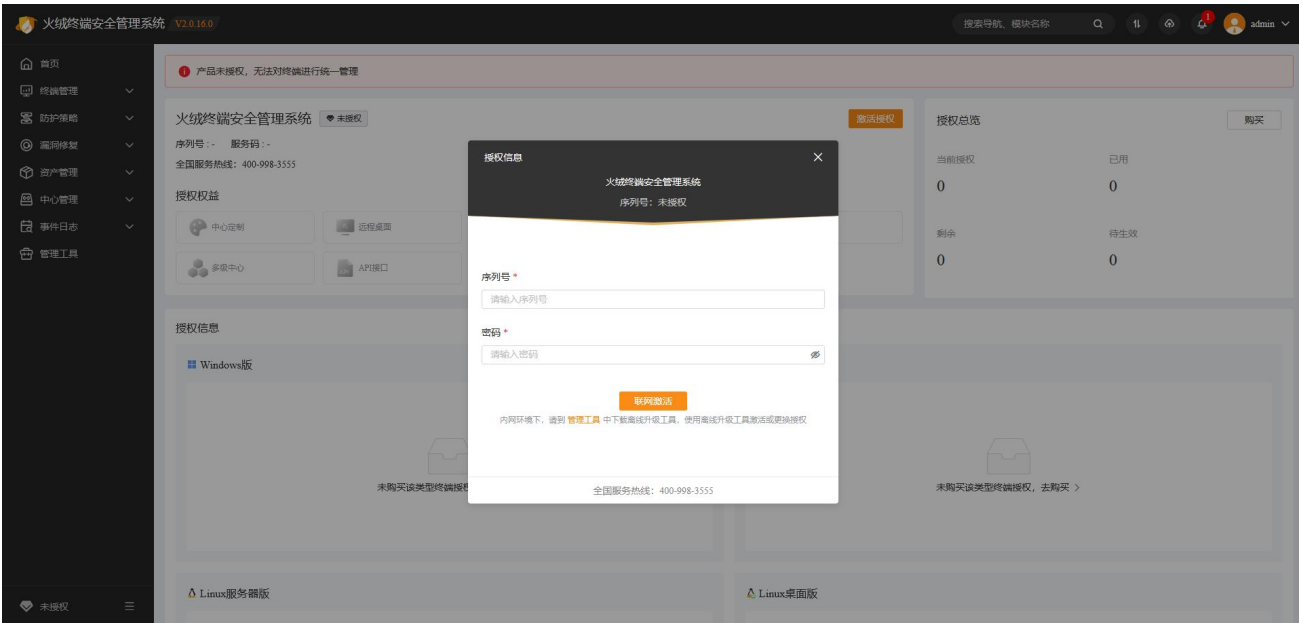 火绒终端安全管理系统 V2.0.16.0
搜索导航、模块名称
1
admin
首页
终端管理
防护策略
漏洞修复
资产管理
中心管理
事件日志
管理工具
未授权
产品未授权，无法对终端进行统一管理
火绒终端安全管理系统 未授权
激活授权
序列号：- 服务码：-
全国服务热线：400-998-3555
授权权益
中心定制
远程桌面
多级中心
API接口
授权总览
购买
当前授权
已用
0
0
剩余
待生效
0
0
授权信息
Windows版
未购买该类型终端授权
未购买该类型终端授权，去购买 >
Linux服务器版
Linux桌面版
授权信息
火绒终端安全管理系统
序列号：未授权
序列号 *
请输入序列号
密码 *
请输入密码
联网激活
内网环境下，请到 管理工具 中下载离线升级工具，使用离线升级工具激活或更换授权
全国服务热线：400-998-3555